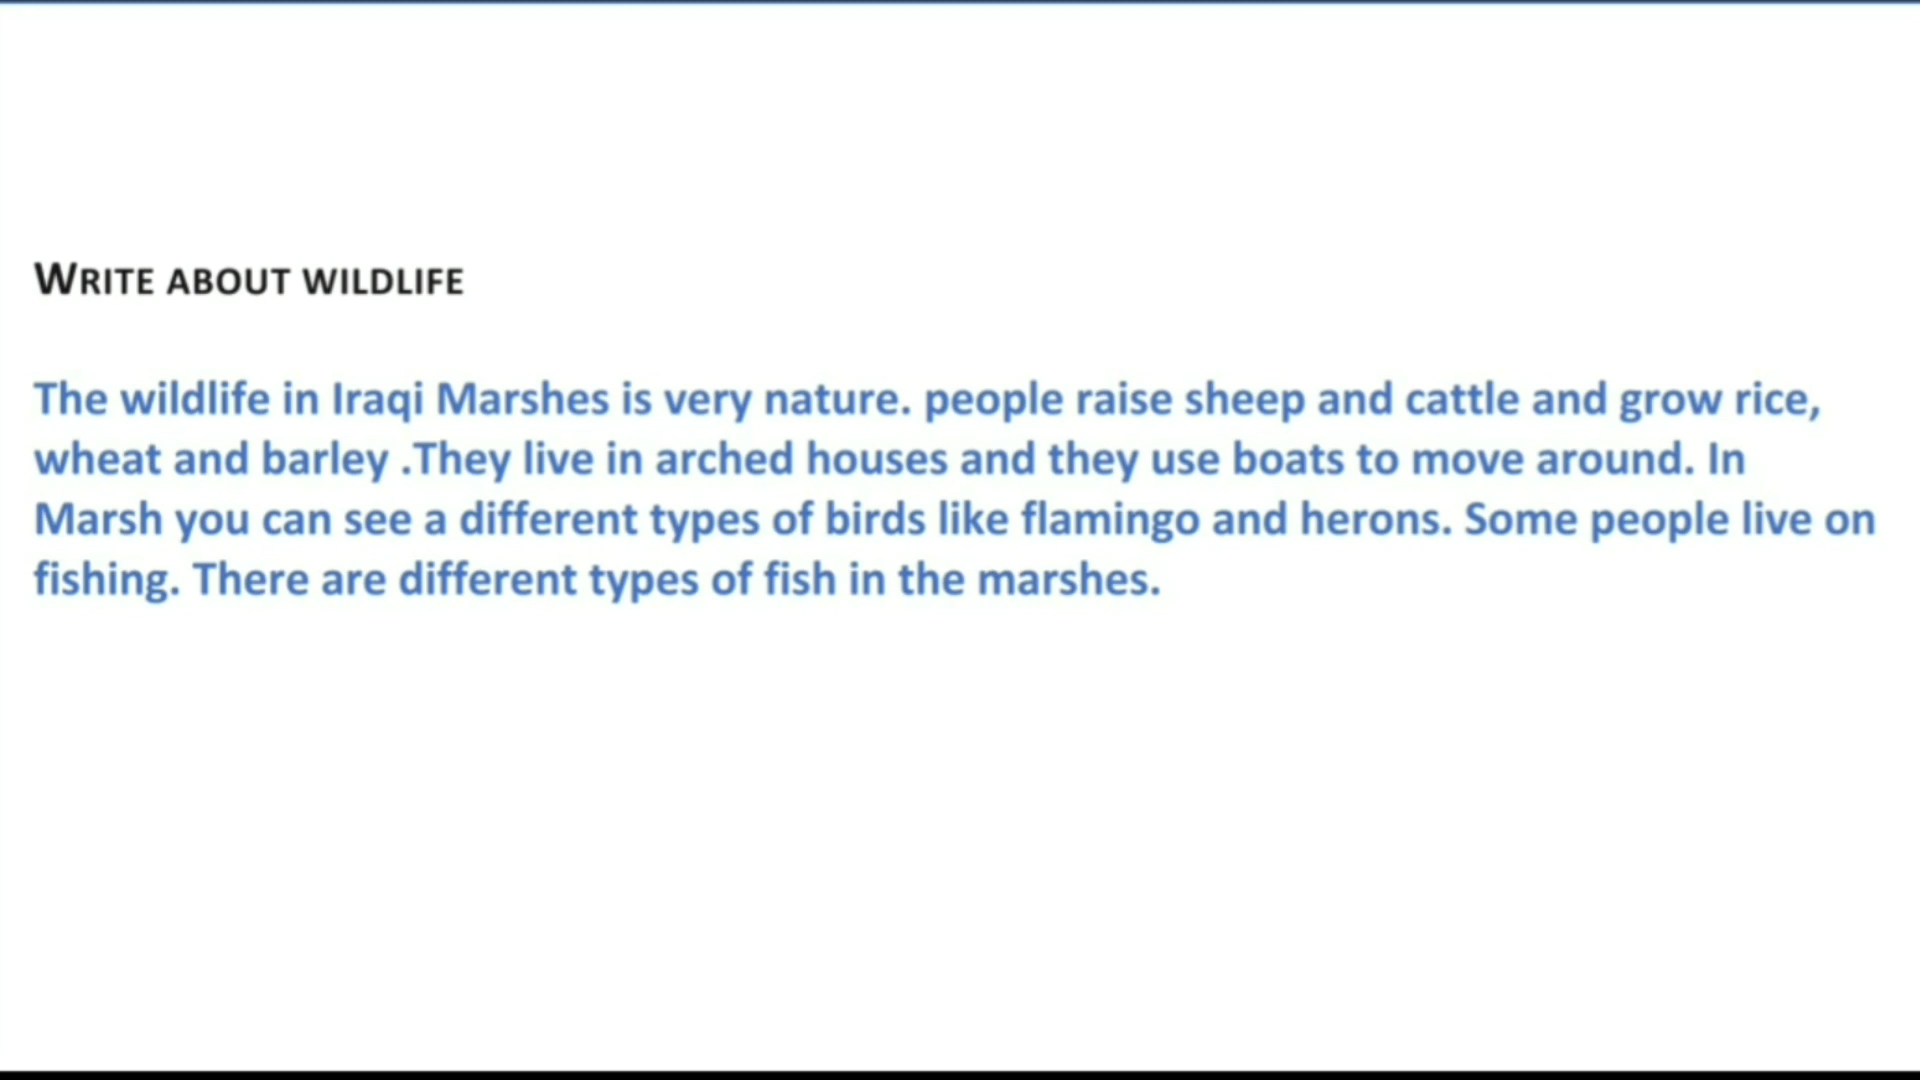 WRITE ABOUT WILDLIFE
The wildlife in Iraqi Marshes is very nature. people raise sheep and cattle and grow rice,
wheat and barley .They live in arched houses and they use boats to move around. In
Marsh you can see a different types of birds like flamingo and herons. Some people live on
fishing. There are different types of fish in the marshes.